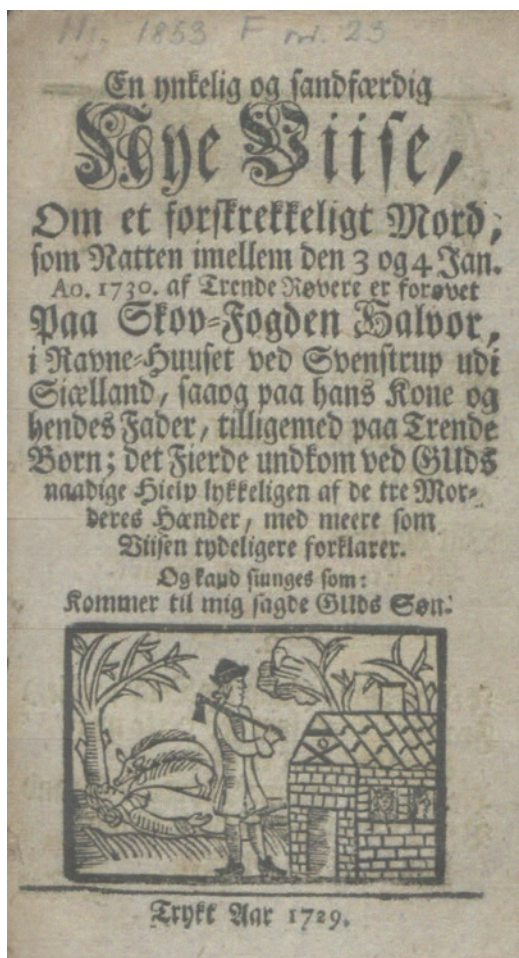 1853 F nr. 23
En ynkelig og sandfærdig
Nye Viise,
Om et forskrekkeligt Mord,
som Natten imellem den 3 og 4 Jan.
Ao. 1730. af Trende Røvere er forøvet
Paa Skov-Fogden Halvor,
i Ravne-Huuset ved Svenstrup udi
Siælland, saavog paa hans Kone og
hendes Fader, tilligemed paa Trende
Børn; det Fierde undkom ved GUds
naadige Hielp lykkeligen af de tre Mor-
deres Hænder, med meere som
Viisen tydeligere forklarer.
Og kand siunges som:
Kommer til mig sagde GUds Søn.
Trykt Aar 1729.